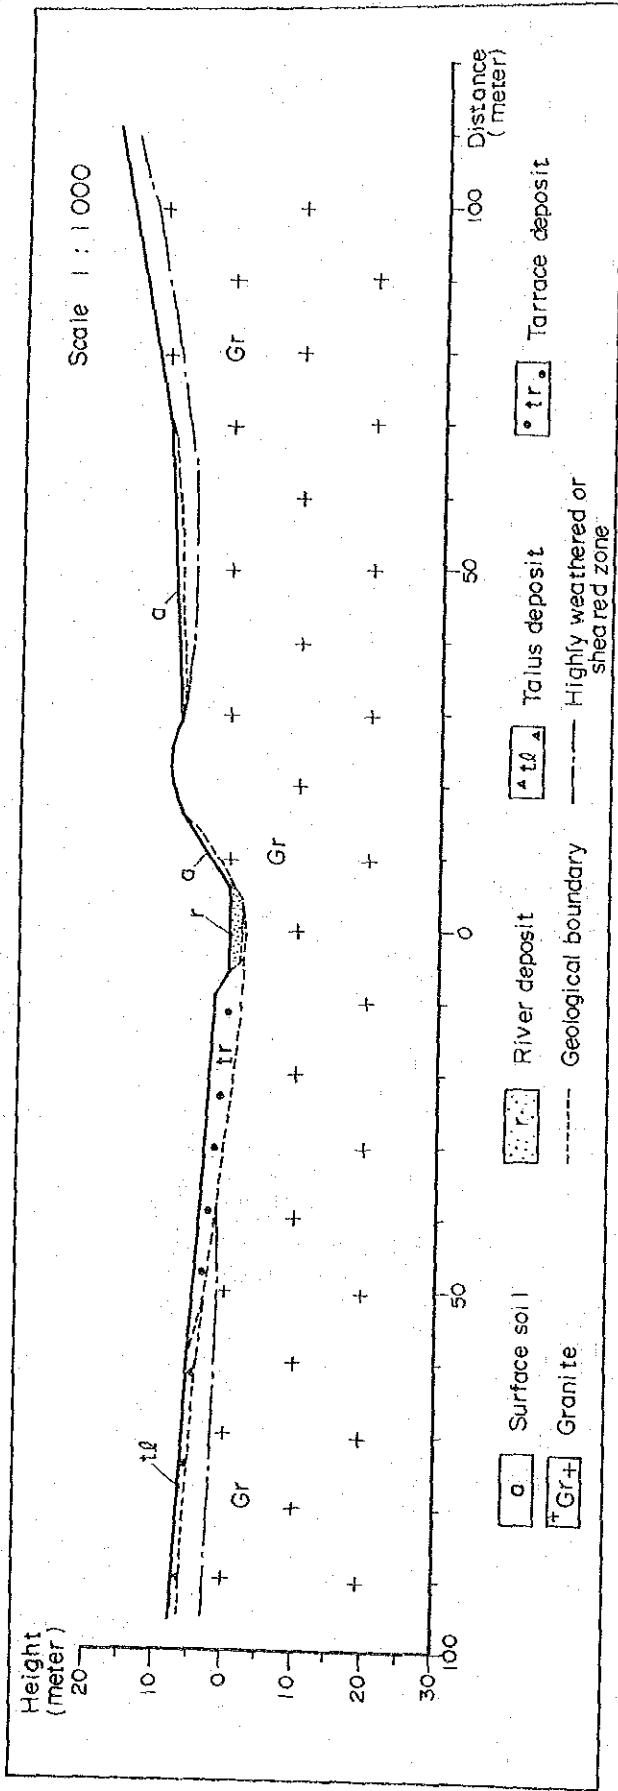 Height
(meter)
20
10
0
10
20
30
100
50
0
50
100
Distance
(meter)
Scale 1 : 1000
tl
Gr
tr
r
a
Gr
a
Gr
a Surface soil
r River deposit
tl Talus deposit
tr Tarrace deposit
Gr Granite
Geological boundary
Highly weathered or
sheared zone